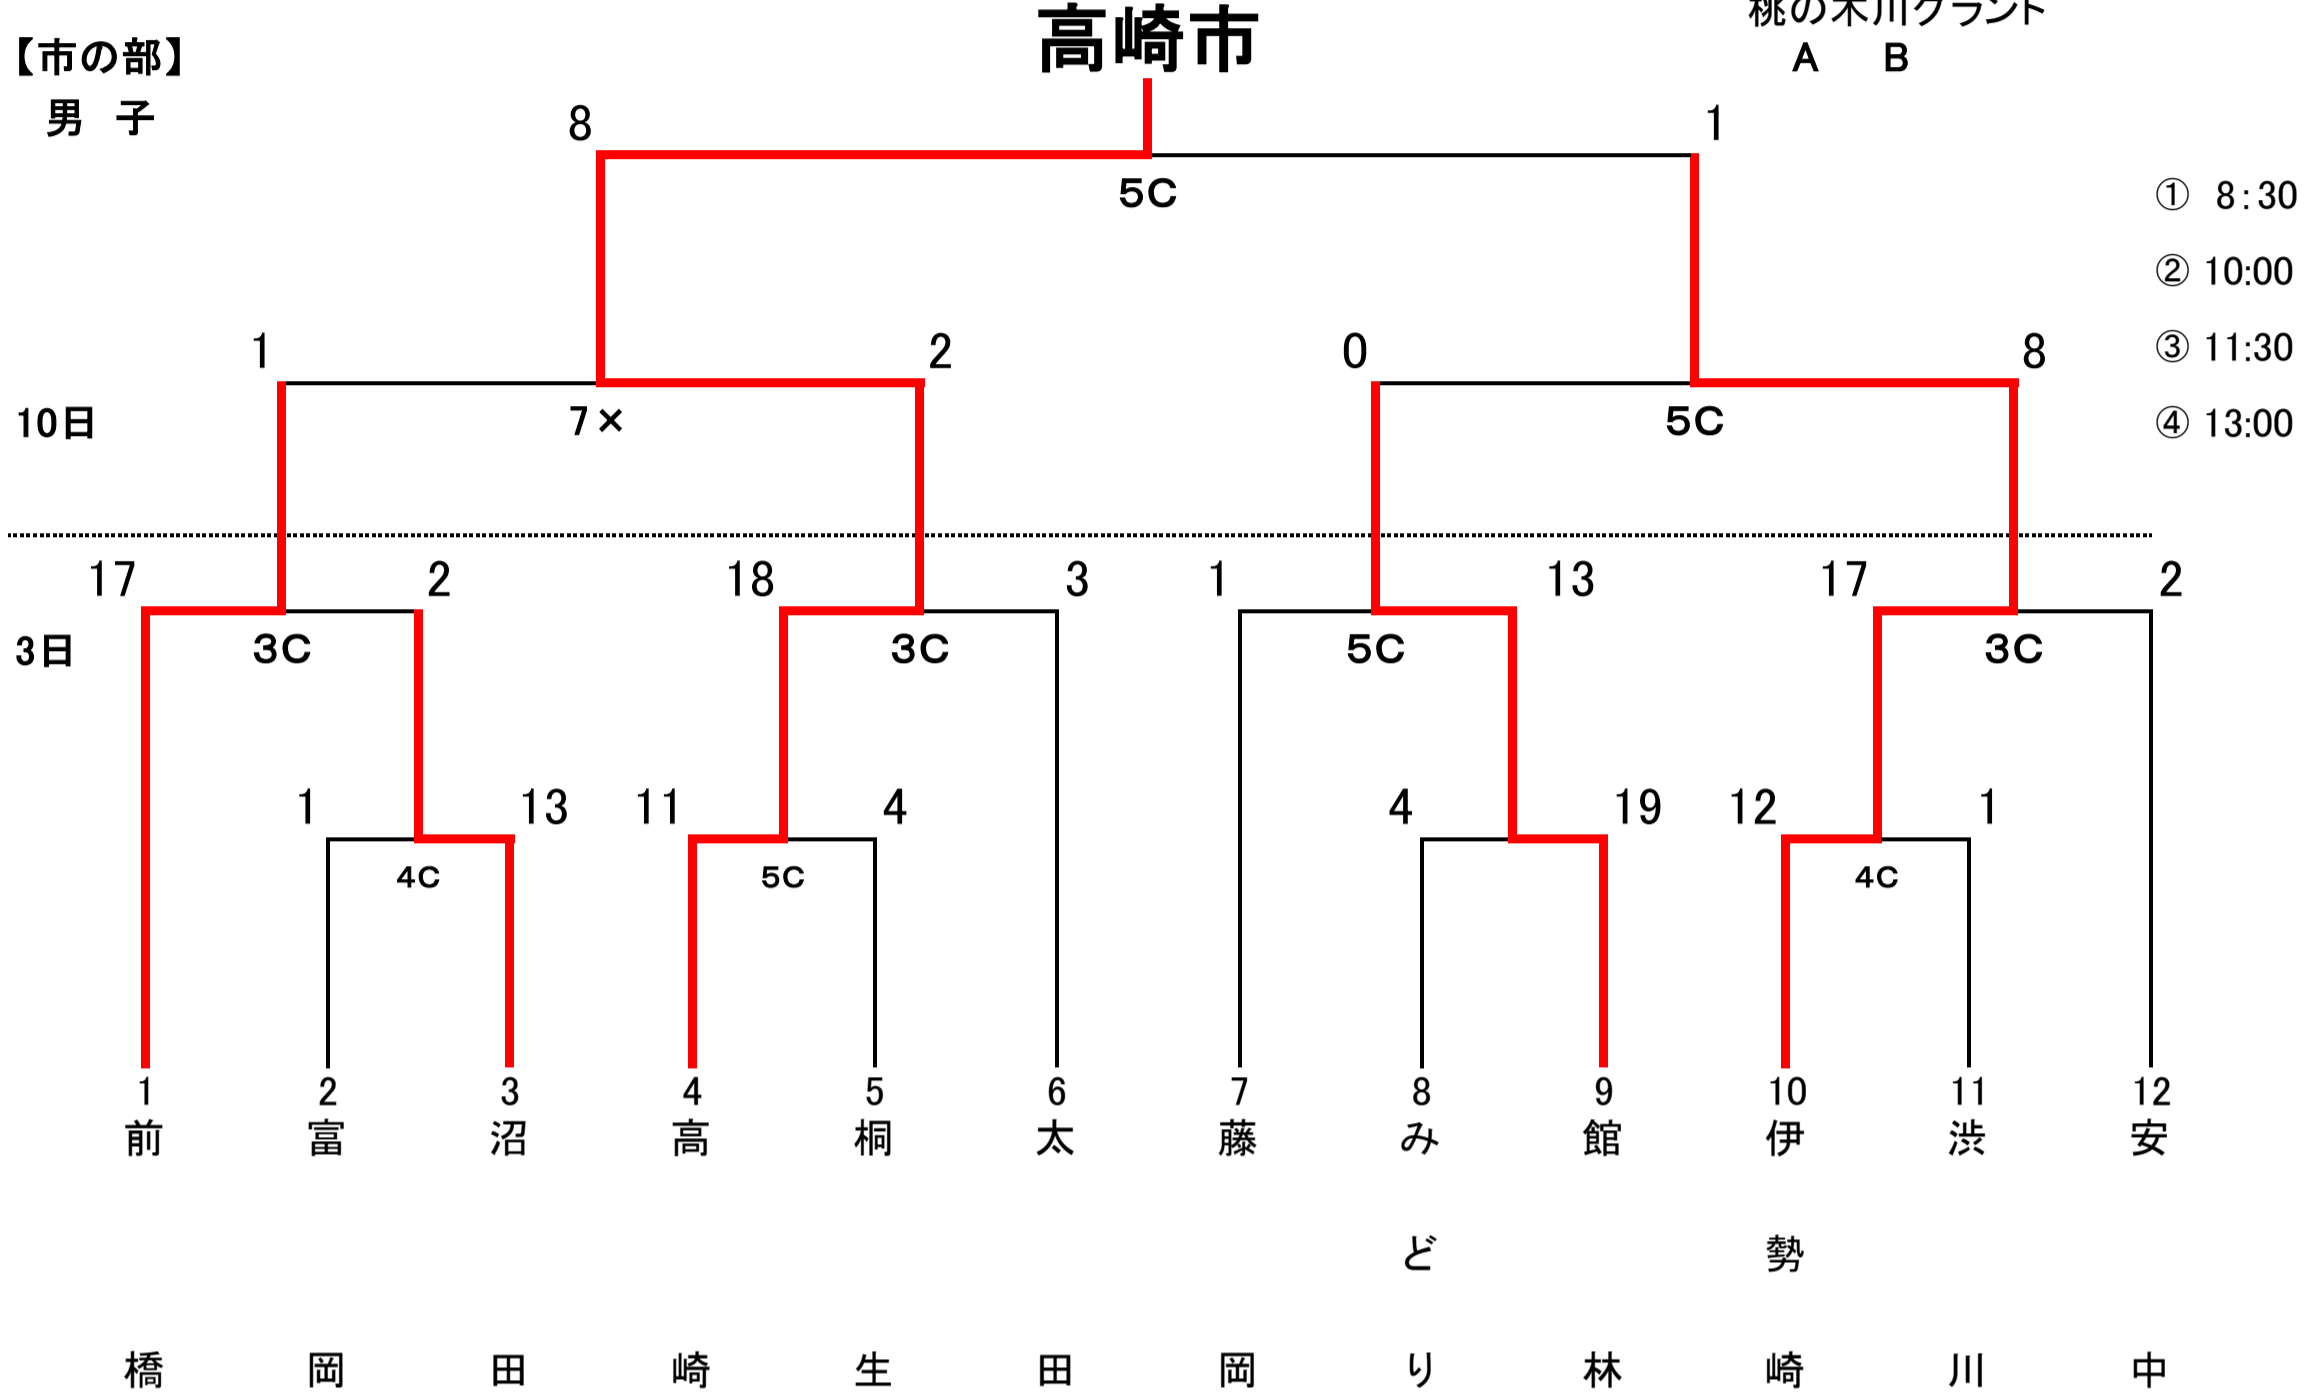 高崎市
桃の木川グランド
【市の部】
A B
男 子
8 1
5C
① 8:30
② 10:00
1 2 0 8
③ 11:30
10日
7×
5C
④ 13:00
17 2 18 3 1 13 17 2
3日
3C 3C 5C 3C
1 13 11 4 4 19 12 1
4C 5C 4C
1 2 3 4 5 6 7 8 9 10 11 12
前橋
富岡
沼田
高崎
桐生
太田
藤岡
みどり
館林
伊勢崎
渋川
安中